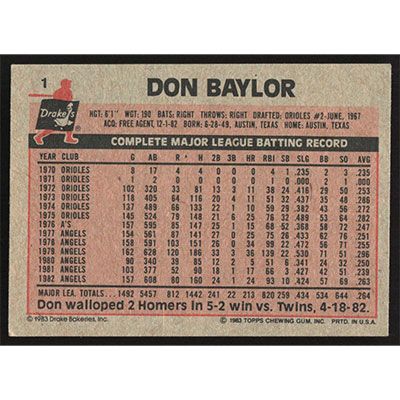 1
DON BAYLOR
Drake's
HGT: 6'1" WGT: 190 BATS: RIGHT THROWS: RIGHT DRAFTED: ORIOLES #2-JUNE, 1967
ACQ: FREE AGENT, 12-1-82 BORN: 6-28-49, AUSTIN, TEXAS HOME: AUSTIN, TEXAS
COMPLETE MAJOR LEAGUE BATTING RECORD
YEAR CLUB G AB R H 2B 3B HR RBI SB SLG BB SO AVG
1970 ORIOLES 8 17 4 4 0 0 0 4 1 .235 2 3 .235
1971 ORIOLES 1 2 0 0 0 0 0 1 0 .000 2 1 .000
1972 ORIOLES 102 320 33 81 13 3 11 38 24 .416 29 50 .253
1973 ORIOLES 118 405 64 116 20 4 11 51 32 .437 35 48 .286
1974 ORIOLES 137 489 66 133 22 1 10 59 29 .382 43 56 .272
1975 ORIOLES 145 524 79 148 21 6 25 76 32 .489 53 64 .282
1976 A'S 157 595 85 147 25 1 15 68 52 .368 58 72 .247
1977 ANGELS 154 561 87 141 27 0 25 75 26 .433 62 76 .251
1978 ANGELS 158 591 103 151 26 0 34 99 22 .472 56 71 .255
1979 ANGELS 162 628 120 186 33 3 36 139 22 .530 71 51 .296
1980 ANGELS 90 340 39 85 12 2 5 51 6 .341 24 32 .250
1981 ANGELS 103 377 52 90 18 1 17 66 3 .427 42 51 .239
1982 ANGELS 157 608 80 160 24 1 24 93 10 .424 57 69 .263
MAJOR LEA. TOTALS... 1492 5457 812 1442 241 22 213 820 259 .434 534 644 .264
Don walloped 2 Homers in 5-2 win vs. Twins, 4-18-82.
© 1983 Drake Bakeries, Inc. © 1983 TOPPS CHEWING GUM, INC. PRTD. IN U.S.A.